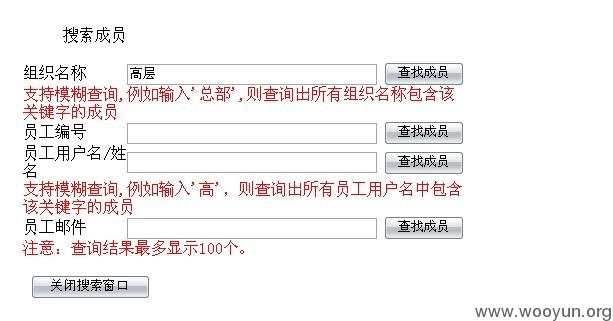 搜索成员
组织名称 高层 查找成员
支持模糊查询,例如输入'总部',则查询出所有组织名称包含该
关键字的成员
员工编号 查找成员
员工用户名/姓
名 查找成员
支持模糊查询,例如输入'高', 则查询出所有员工用户名中包含
该关键字的成员
员工邮件 查找成员
注意: 查询结果最多显示100个。
关闭搜索窗口
www.wooyun.org